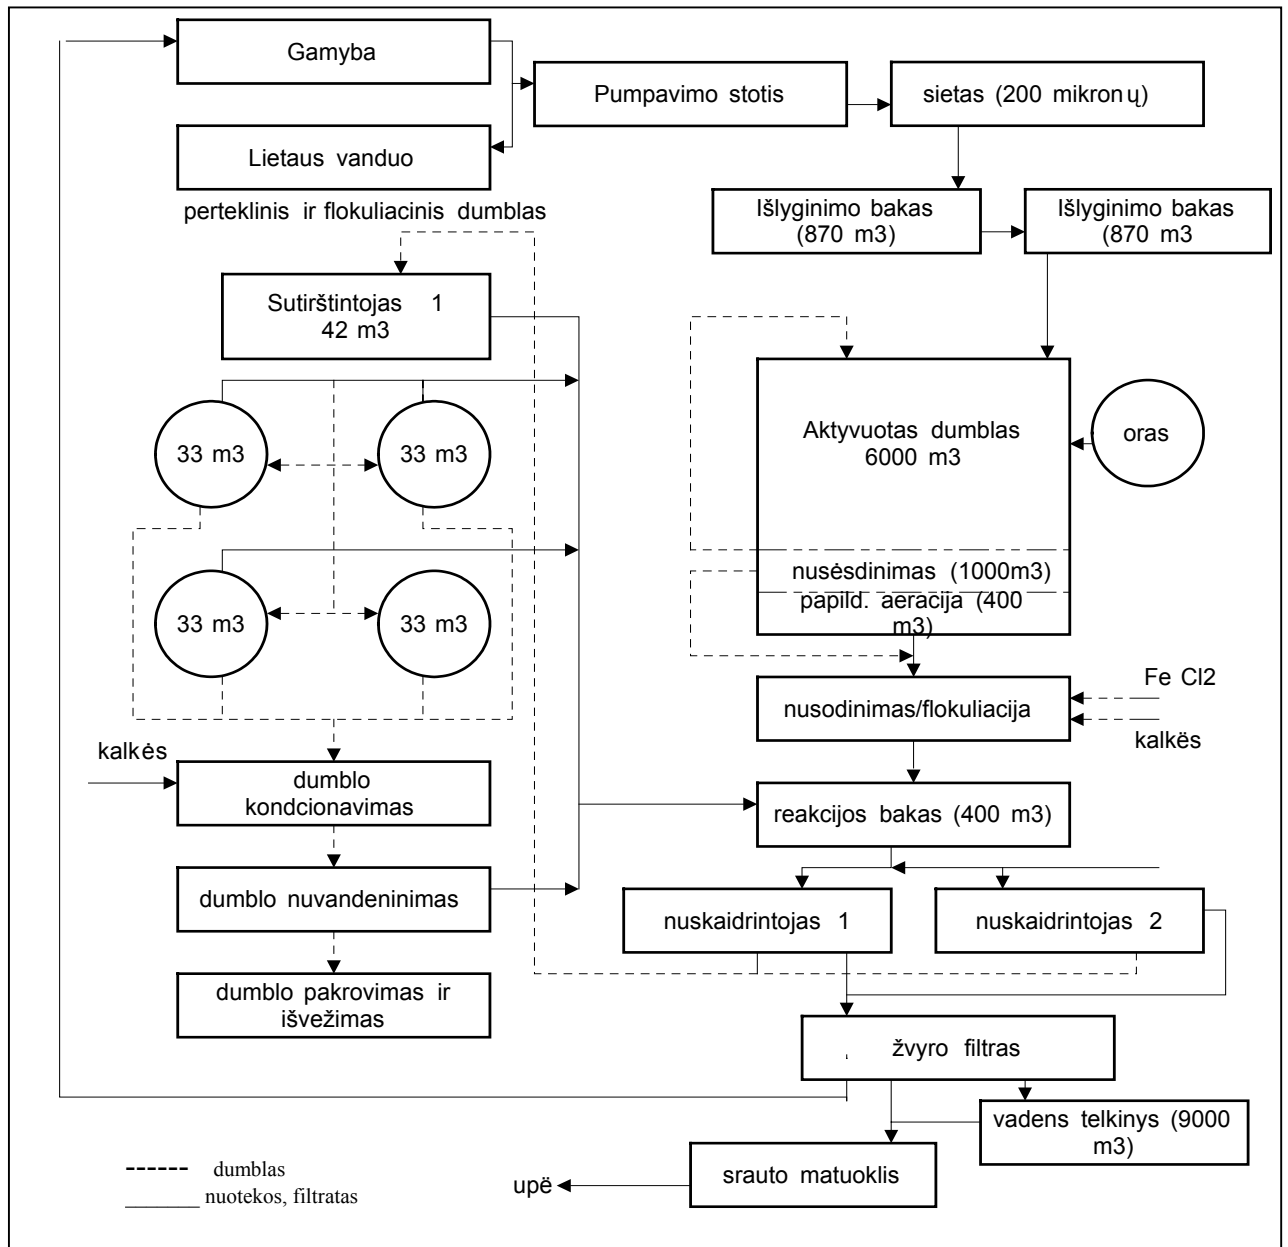 Gamyba
Pumpavimo stotis
sietas (200 mikronų)
Lietaus vanduo
perteklinis ir flokuliacinis dumblas
Išlyginimo bakas
(870 m3)
Išlyginimo bakas
(870 m3
Sutirštintojas 1
42 m3
33 m3
33 m3
Aktyvuotas dumblas
6000 m3
oras
nusėsdinimas (1000m3)
papild. aeracija (400
m3)
33 m3
33 m3
Fe Cl2
nusodinimas/flokuliacija
kalkės
kalkės
dumblo
kondcionavimas
reakcijos bakas (400 m3)
dumblo nuvandeninimas
nuskaidrintojas 1
nuskaidrintojas 2
dumblo pakrovimas ir
išvežimas
žvyro filtras
vadens telkinys (9000
m3)
srauto matuoklis
upë
dumblas
nuotekos, filtratas